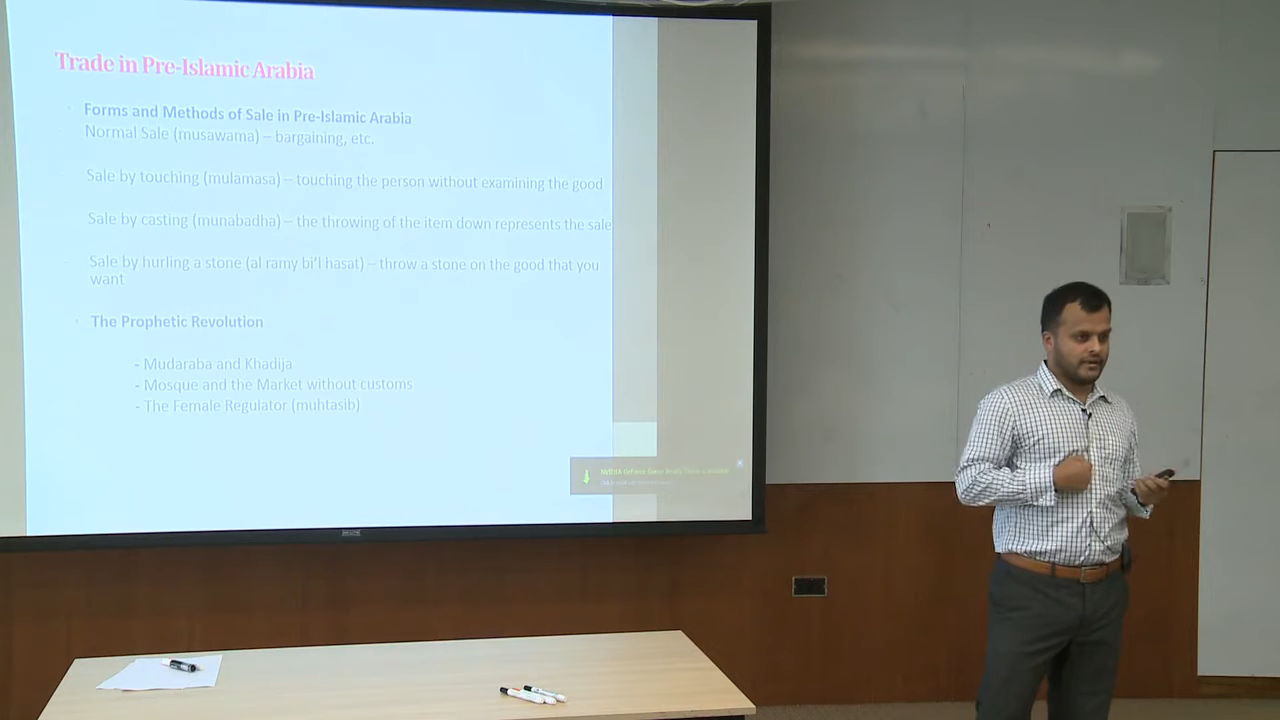 Trade in Pre-Islamic Arabia
Forms and Methods of Sale in Pre-Islamic Arabia
Normal Sale (musawama) – bargaining, etc.
Sale by touching (mulamasa) – touching the person without examining the good
Sale by casting (munabadha) – the throwing of the item down represents the sale
Sale by hurling a stone (al ramy bi'l hasat) – throw a stone on the good that you
want
The Prophetic Revolution
- Mudaraba and Khadija
- Mosque and the Market without customs
- The Female Regulator (muhtasib)